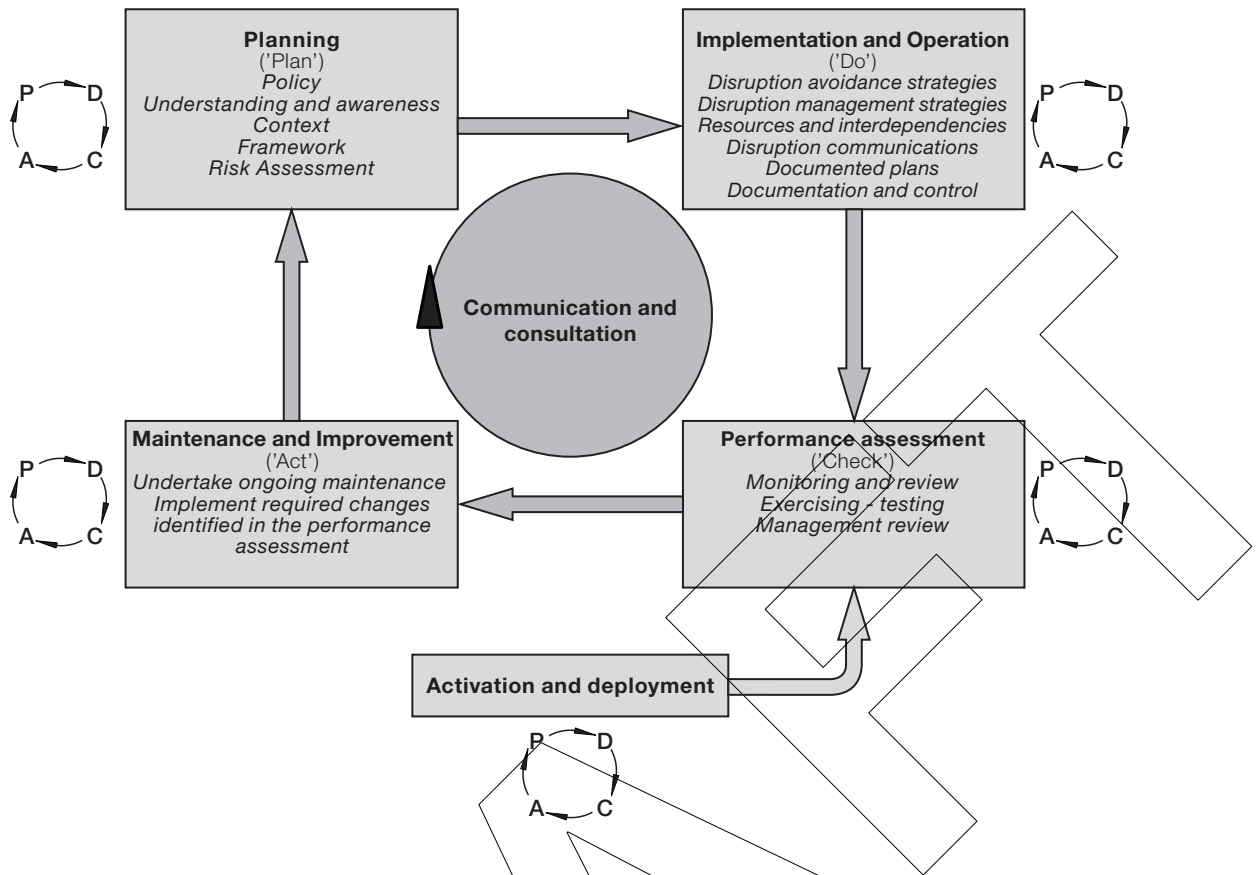 Planning
('Plan')
Policy
Understanding and awareness
Context
Framework
Risk Assessment
Implementation and Operation
('Do')
Disruption avoidance strategies
Disruption management strategies
Resources and interdependencies
Disruption communications
Documented plans
Documentation and control
P D
A C
P D
A C
Communication and
consultation
Maintenance and Improvement
('Act')
Undertake ongoing maintenance
Implement required changes
identified in the performance
assessment
Performance assessment
('Check')
Monitoring and review
Exercising - testing
Management review
P D
A C
P D
A C
Activation and deployment
P D
A C